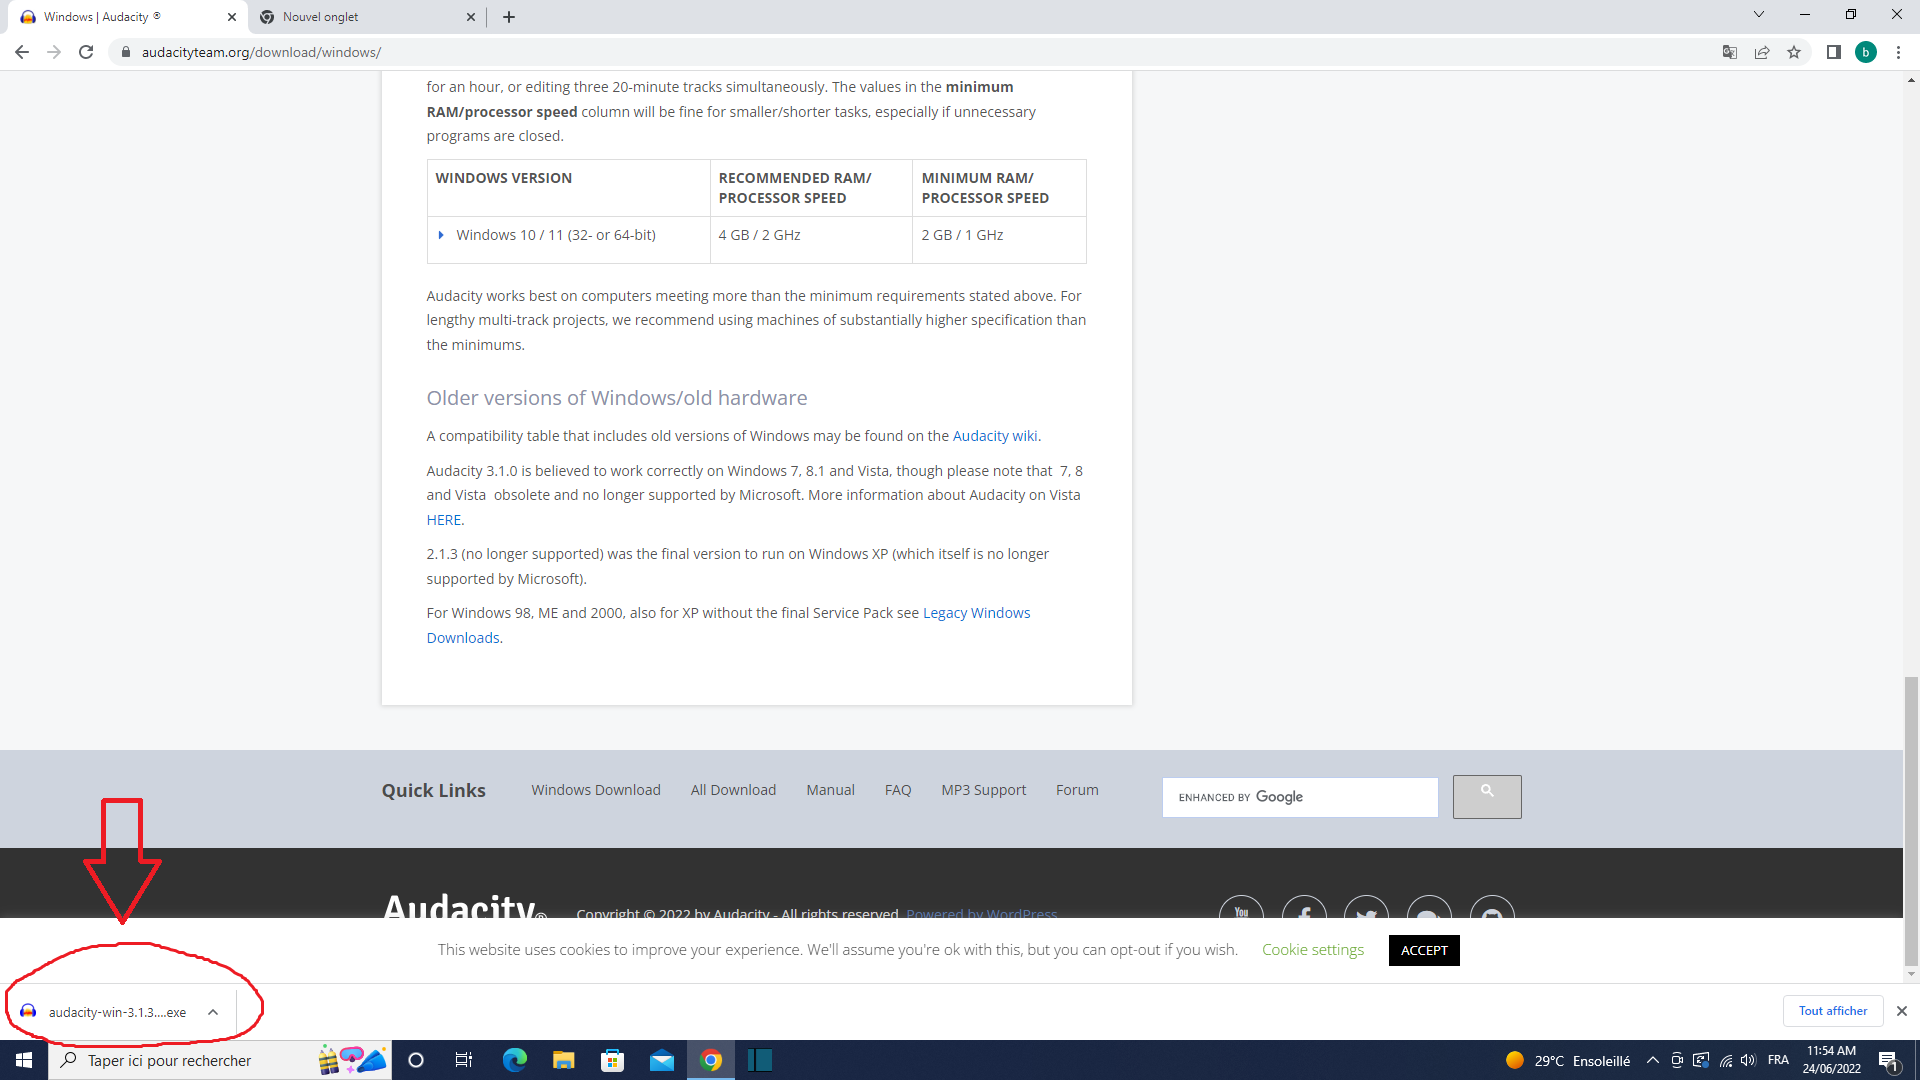 Windows | Audacity ®
Nouvel onglet
audacityteam.org/download/windows/
b
for an hour, or editing three 20-minute tracks simultaneously. The values in the minimum
RAM/processor speed column will be fine for smaller/shorter tasks, especially if unnecessary
programs are closed.
WINDOWS VERSION
RECOMMENDED RAM/
PROCESSOR SPEED
MINIMUM RAM/
PROCESSOR SPEED
Windows 10 / 11 (32- or 64-bit)
4 GB / 2 GHz
2 GB / 1 GHz
Audacity works best on computers meeting more than the minimum requirements stated above. For
lengthy multi-track projects, we recommend using machines of substantially higher specification than
the minimums.
Older versions of Windows/old hardware
A compatibility table that includes old versions of Windows may be found on the Audacity wiki.
Audacity 3.1.0 is believed to work correctly on Windows 7, 8.1 and Vista, though please note that 7, 8
and Vista obsolete and no longer supported by Microsoft. More information about Audacity on Vista
HERE.
2.1.3 (no longer supported) was the final version to run on Windows XP (which itself is no longer
supported by Microsoft).
For Windows 98, ME and 2000, also for XP without the final Service Pack see Legacy Windows
Downloads.
Quick Links
Windows Download
All Download
Manual
FAQ
MP3 Support
Forum
ENHANCED BY Google
Audacity®
Copyright © 2022 by Audacity - All rights reserved. Powered by WordPress
You
This website uses cookies to improve your experience. We'll assume you're ok with this, but you can opt-out if you wish.
Cookie settings
ACCEPT
audacity-win-3.1.3....exe
Tout afficher
Taper ici pour rechercher
29°C Ensoleillé
FRA
11:54 AM
24/06/2022
1